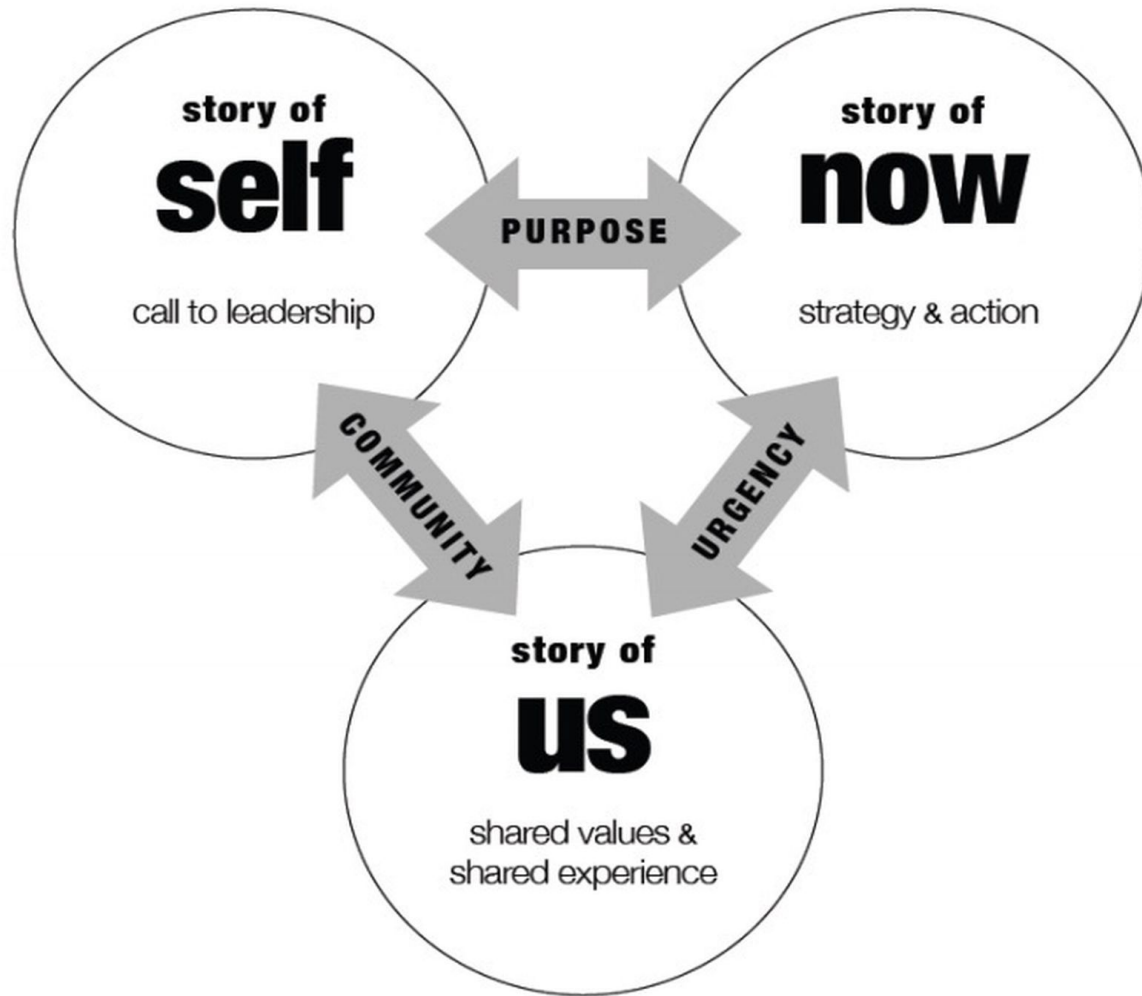 story of
self
call to leadership
PURPOSE
story of
now
strategy & action
COMMUNITY
URGENCY
story of
us
shared values &
shared experience